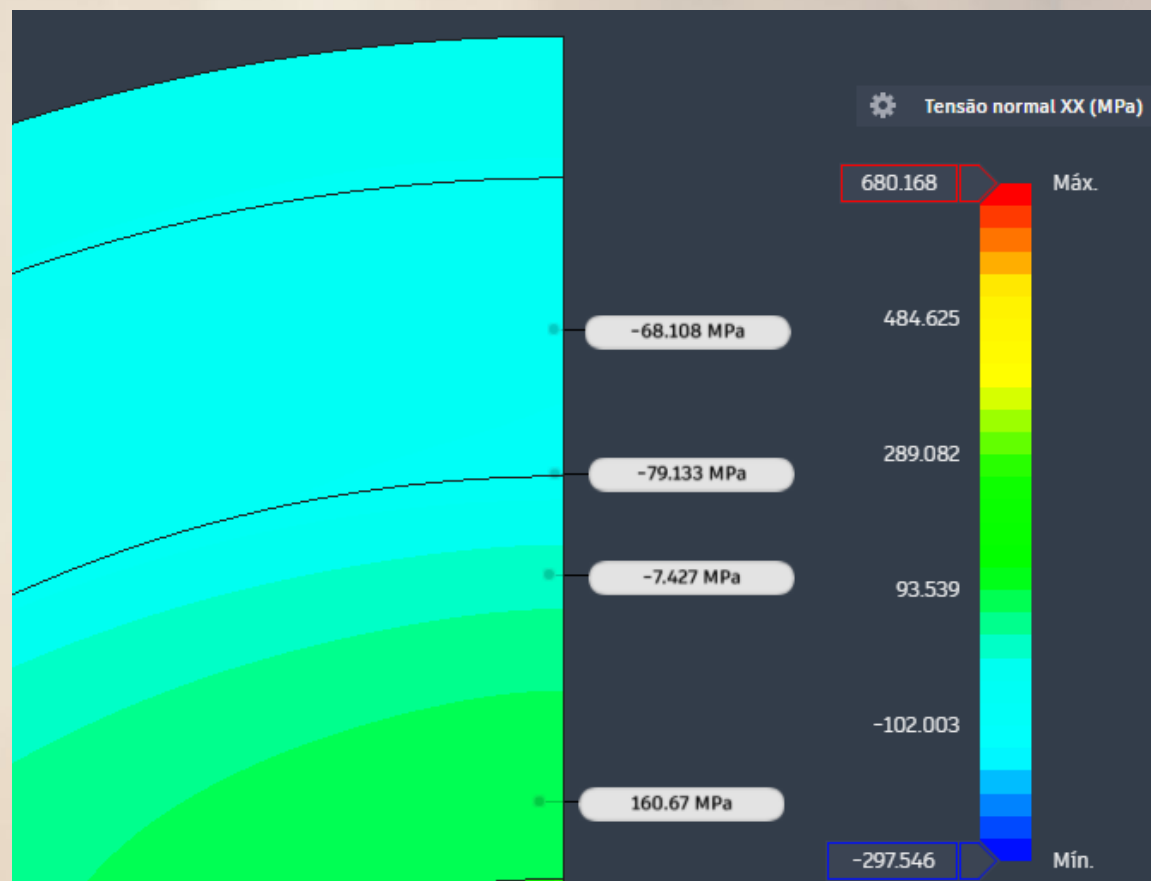 Tensão normal XX (MPa)
680.168 Máx.
484.625
-68.108 MPa
289.082
-79.133 MPa
-7.427 MPa
93.539
-102.003
160.67 MPa
-297.546 Mín.